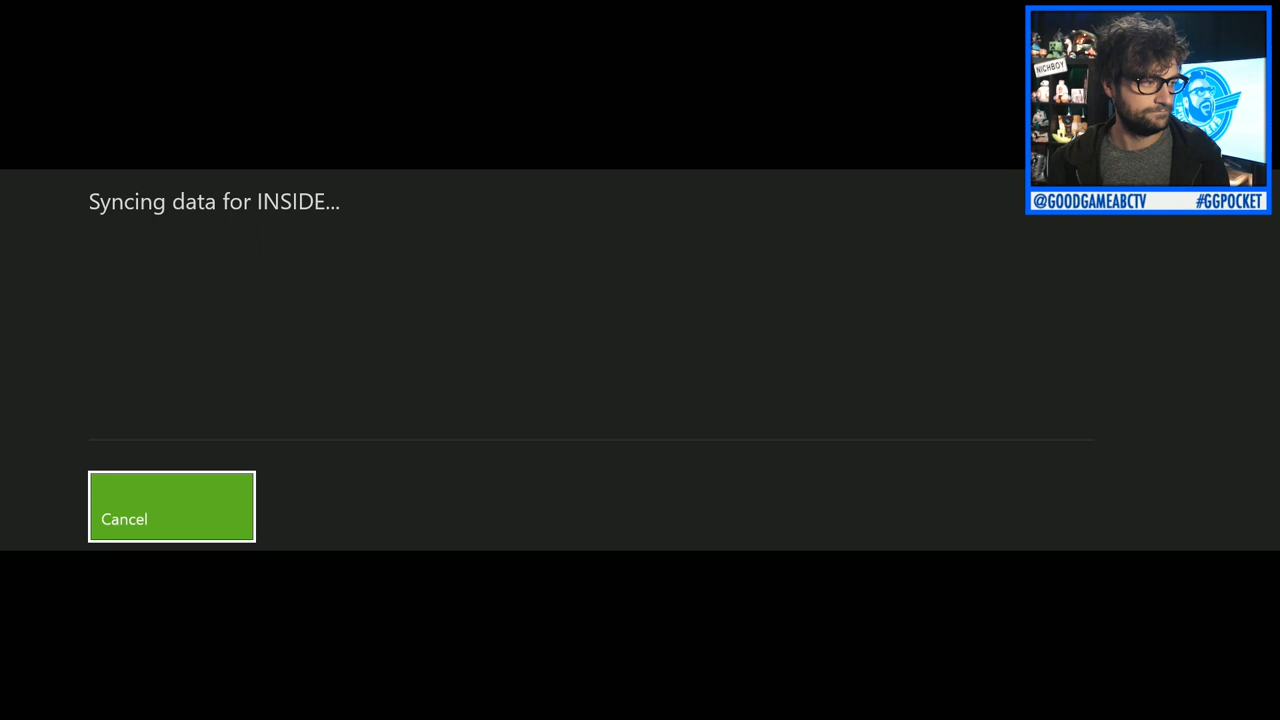 NICHBOY
Syncing data for INSIDE...
@GOODGAMEABCTV #GGPOCKET
Cancel